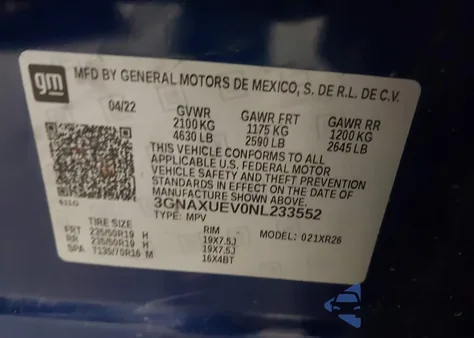 gm MFD BY GENERAL MOTORS DE MEXICO, S. DE R.L. DE C.V.
04/22 GVWR GAWR FRT GAWR RR
2100 KG 1175 KG 1200 KG
4630 LB 2590 LB 2645 LB
THIS VEHICLE CONFORMS TO ALL
APPLICABLE U.S. FEDERAL MOTOR
VEHICLE SAFETY AND THEFT PREVENTION
STANDARDS IN EFFECT ON THE DATE OF
MANUFACTURE SHOWN ABOVE.
3GNAXUEV0NL233552
TYPE: MPV MODEL: 021XR26
TIRE SIZE RIM
FRT 235/50R19 H 19X7.5J
RR 235/50R19 H 19X7.5J
SPA T135/70R16 M 16X4BT